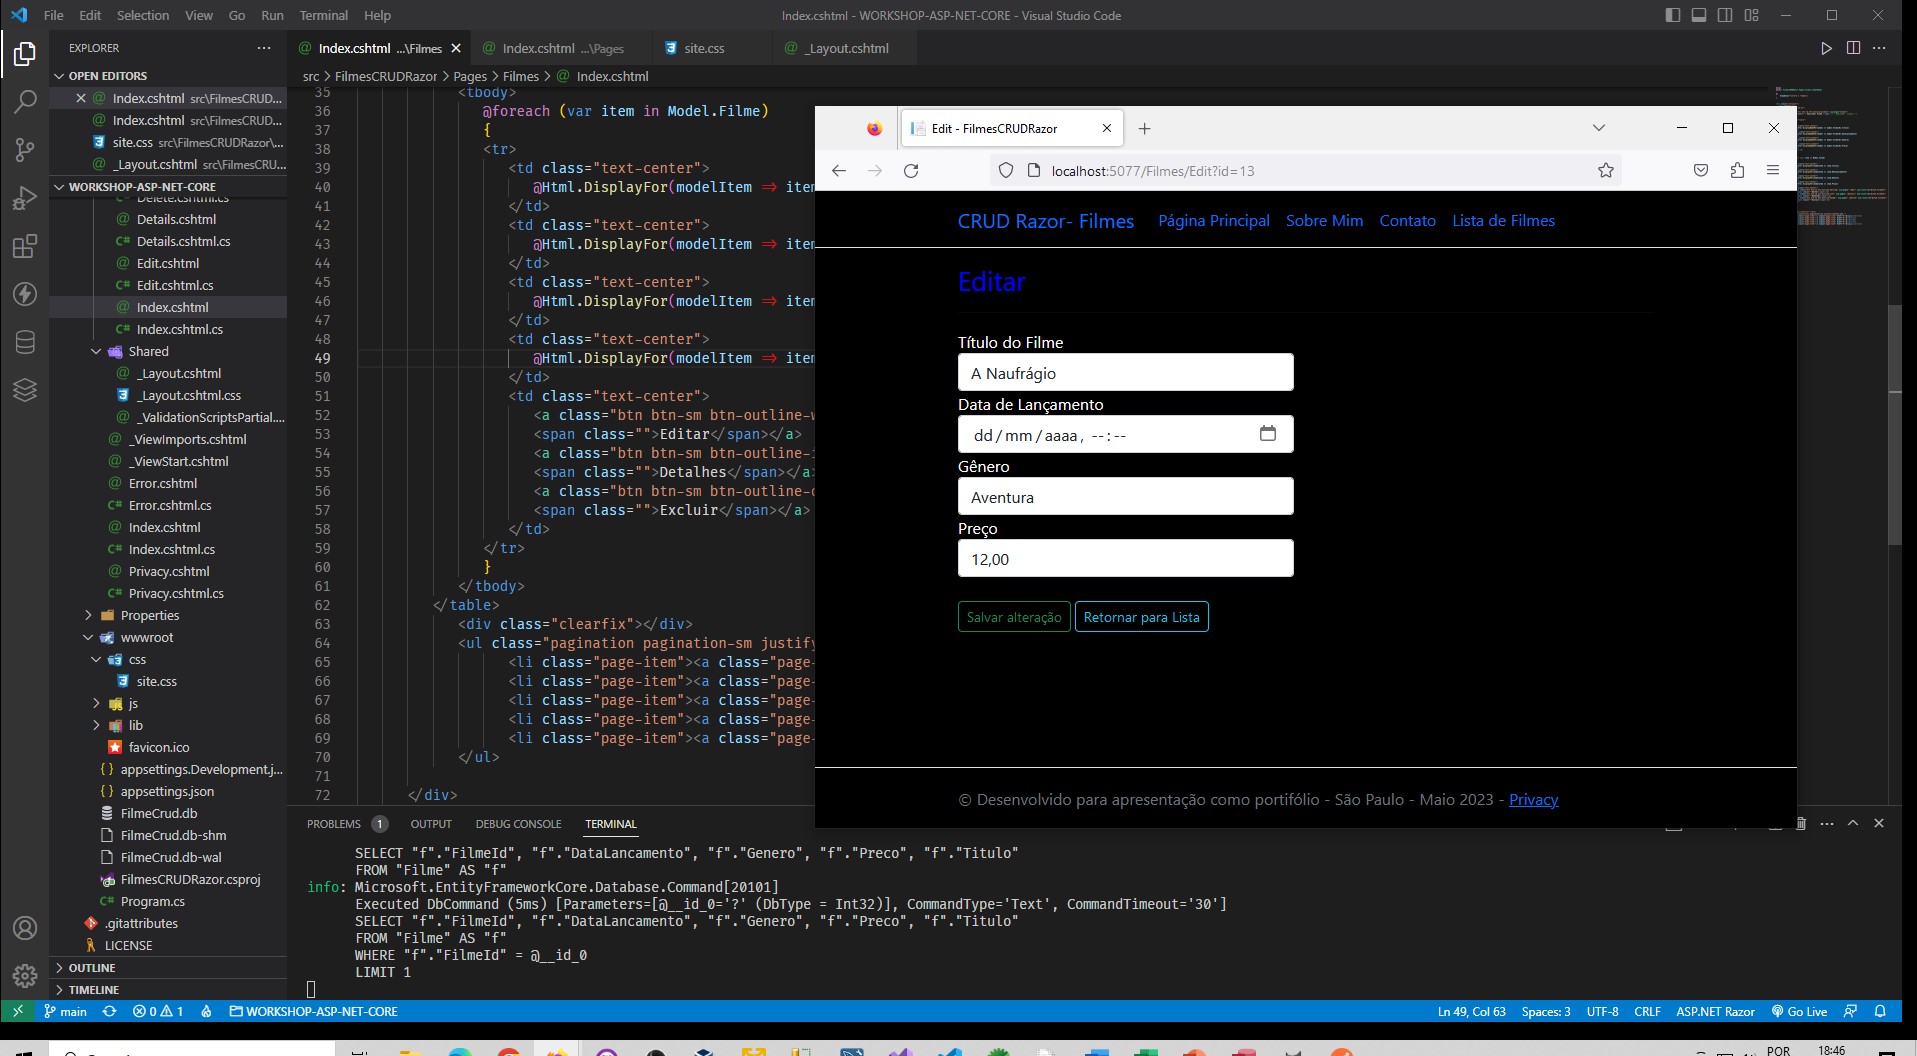 File Edit Selection View Go Run Terminal Help
Index.cshtml - WORKSHOP-ASP-NET-CORE - Visual Studio Code
EXPLORER
OPEN EDITORS
Index.cshtml src\FilmesCRUD...
Index.cshtml src\FilmesCRUD...
site.css src\FilmesCRUDRazor\...
_Layout.cshtml src\FilmesCRU...
WORKSHOP-ASP-NET-CORE
Delete.cshtml.cs
Details.cshtml
Details.cshtml.cs
Edit.cshtml
Edit.cshtml.cs
Index.cshtml
Index.cshtml.cs
Shared
_Layout.cshtml
_Layout.cshtml.css
_ValidationScriptsPartial....
_ViewImports.cshtml
_ViewStart.cshtml
Error.cshtml
Error.cshtml.cs
Index.cshtml
Index.cshtml.cs
Privacy.cshtml
Privacy.cshtml.cs
Properties
wwwroot
css
site.css
js
lib
favicon.ico
appsettings.Development.j...
appsettings.json
FilmeCrud.db
FilmeCrud.db-shm
FilmeCrud.db-wal
FilmesCRUDRazor.csproj
Program.cs
.gitattributes
LICENSE
OUTLINE
TIMELINE
Index.cshtml ...\Filmes
Index.cshtml ...\Pages
site.css
_Layout.cshtml
src > FilmesCRUDRazor > Pages > Filmes > Index.cshtml
35 <tbody>
36 @foreach (var item in Model.Filme)
37 {
38 <tr>
39 <td class="text-center">
40 @Html.DisplayFor(modelItem => item
41 </td>
42 <td class="text-center">
43 @Html.DisplayFor(modelItem => item
44 </td>
45 <td class="text-center">
46 @Html.DisplayFor(modelItem => item
47 </td>
48 <td class="text-center">
49 @Html.DisplayFor(modelItem => item
50 </td>
51 <td class="text-center">
52 <a class="btn btn-sm btn-outline-w
53 <span class="">Editar</span></a>
54 <a class="btn btn-sm btn-outline-i
55 <span class="">Detalhes</span></a>
56 <a class="btn btn-sm btn-outline-d
57 <span class="">Excluir</span></a>
58 </td>
59 </tr>
60 }
61 </tbody>
62 </table>
63 <div class="clearfix"></div>
64 <ul class="pagination pagination-sm justify
65 <li class="page-item"><a class="page-
66 <li class="page-item"><a class="page-
67 <li class="page-item"><a class="page-
68 <li class="page-item"><a class="page-
69 <li class="page-item"><a class="page-
70 </ul>
71
72 </div>
Edit - FilmesCRUDRazor
localhost:5077/Filmes/Edit?id=13
CRUD Razor- Filmes Página Principal Sobre Mim Contato Lista de Filmes
Editar
Título do Filme
A Naufrágio
Data de Lançamento
dd/mm/aaaa, --:--
Gênero
Aventura
Preço
12,00
Salvar alteração Retornar para Lista
© Desenvolvido para apresentação como portifólio - São Paulo - Maio 2023 - Privacy
PROBLEMS 1 OUTPUT DEBUG CONSOLE TERMINAL
SELECT "f"."FilmeId", "f"."DataLancamento", "f"."Genero", "f"."Preco", "f"."Titulo"
FROM "Filme" AS "f"
info: Microsoft.EntityFrameworkCore.Database.Command[20101]
Executed DbCommand (5ms) [Parameters=[@__id_0='?' (DbType = Int32)], CommandType='Text', CommandTimeout='30']
SELECT "f"."FilmeId", "f"."DataLancamento", "f"."Genero", "f"."Preco", "f"."Titulo"
FROM "Filme" AS "f"
WHERE "f"."FilmeId" = @__id_0
LIMIT 1
main 0 1 WORKSHOP-ASP-NET-CORE
Ln 49, Col 63 Spaces: 3 UTF-8 CRLF ASP.NET Razor Go Live
POR 18:46